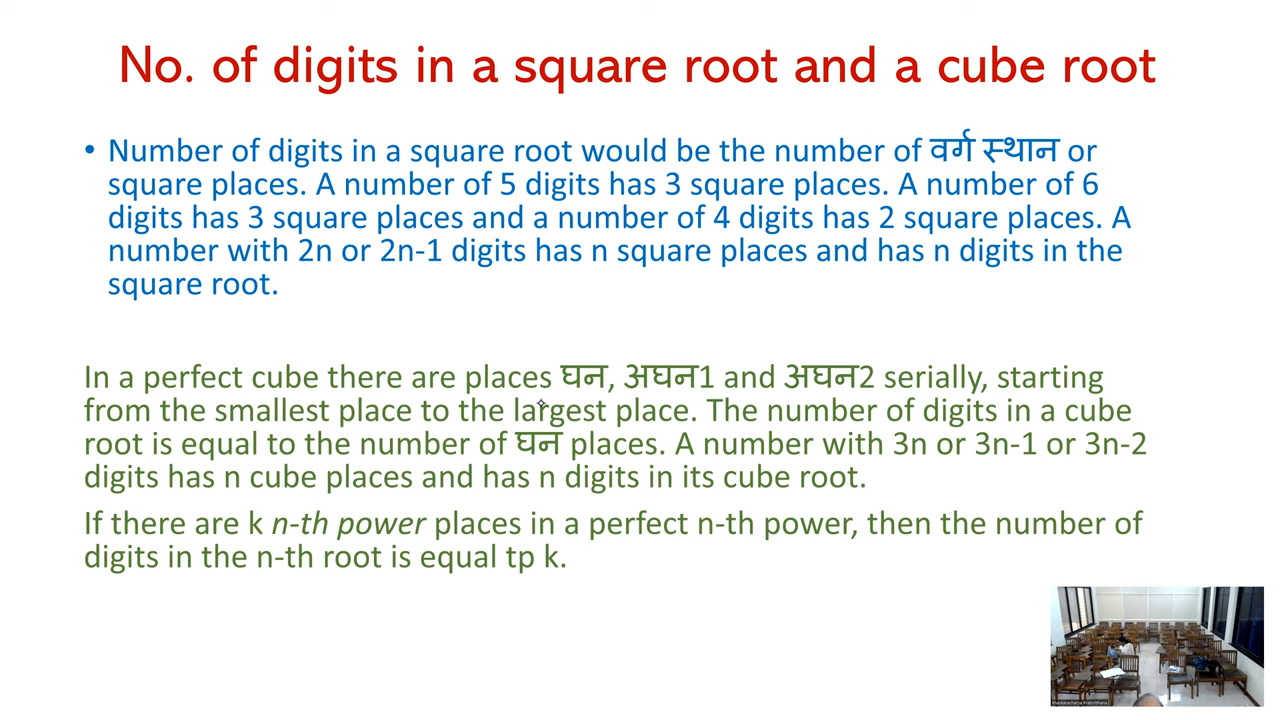 No. of digits in a square root and a cube root
• Number of digits in a square root would be the number of वर्ग स्थान or
square places. A number of 5 digits has 3 square places. A number of 6
digits has 3 square places and a number of 4 digits has 2 square places. A
number with 2n or 2n-1 digits has n square places and has n digits in the
square root.
In a perfect cube there are places घन, अघन1 and अघन2 serially, starting
from the smallest place to the largest place. The number of digits in a cube
root is equal to the number of घन places. A number with 3n or 3n-1 or 3n-2
digits has n cube places and has n digits in its cube root.
If there are k n-th power places in a perfect n-th power, then the number of
digits in the n-th root is equal tp k.